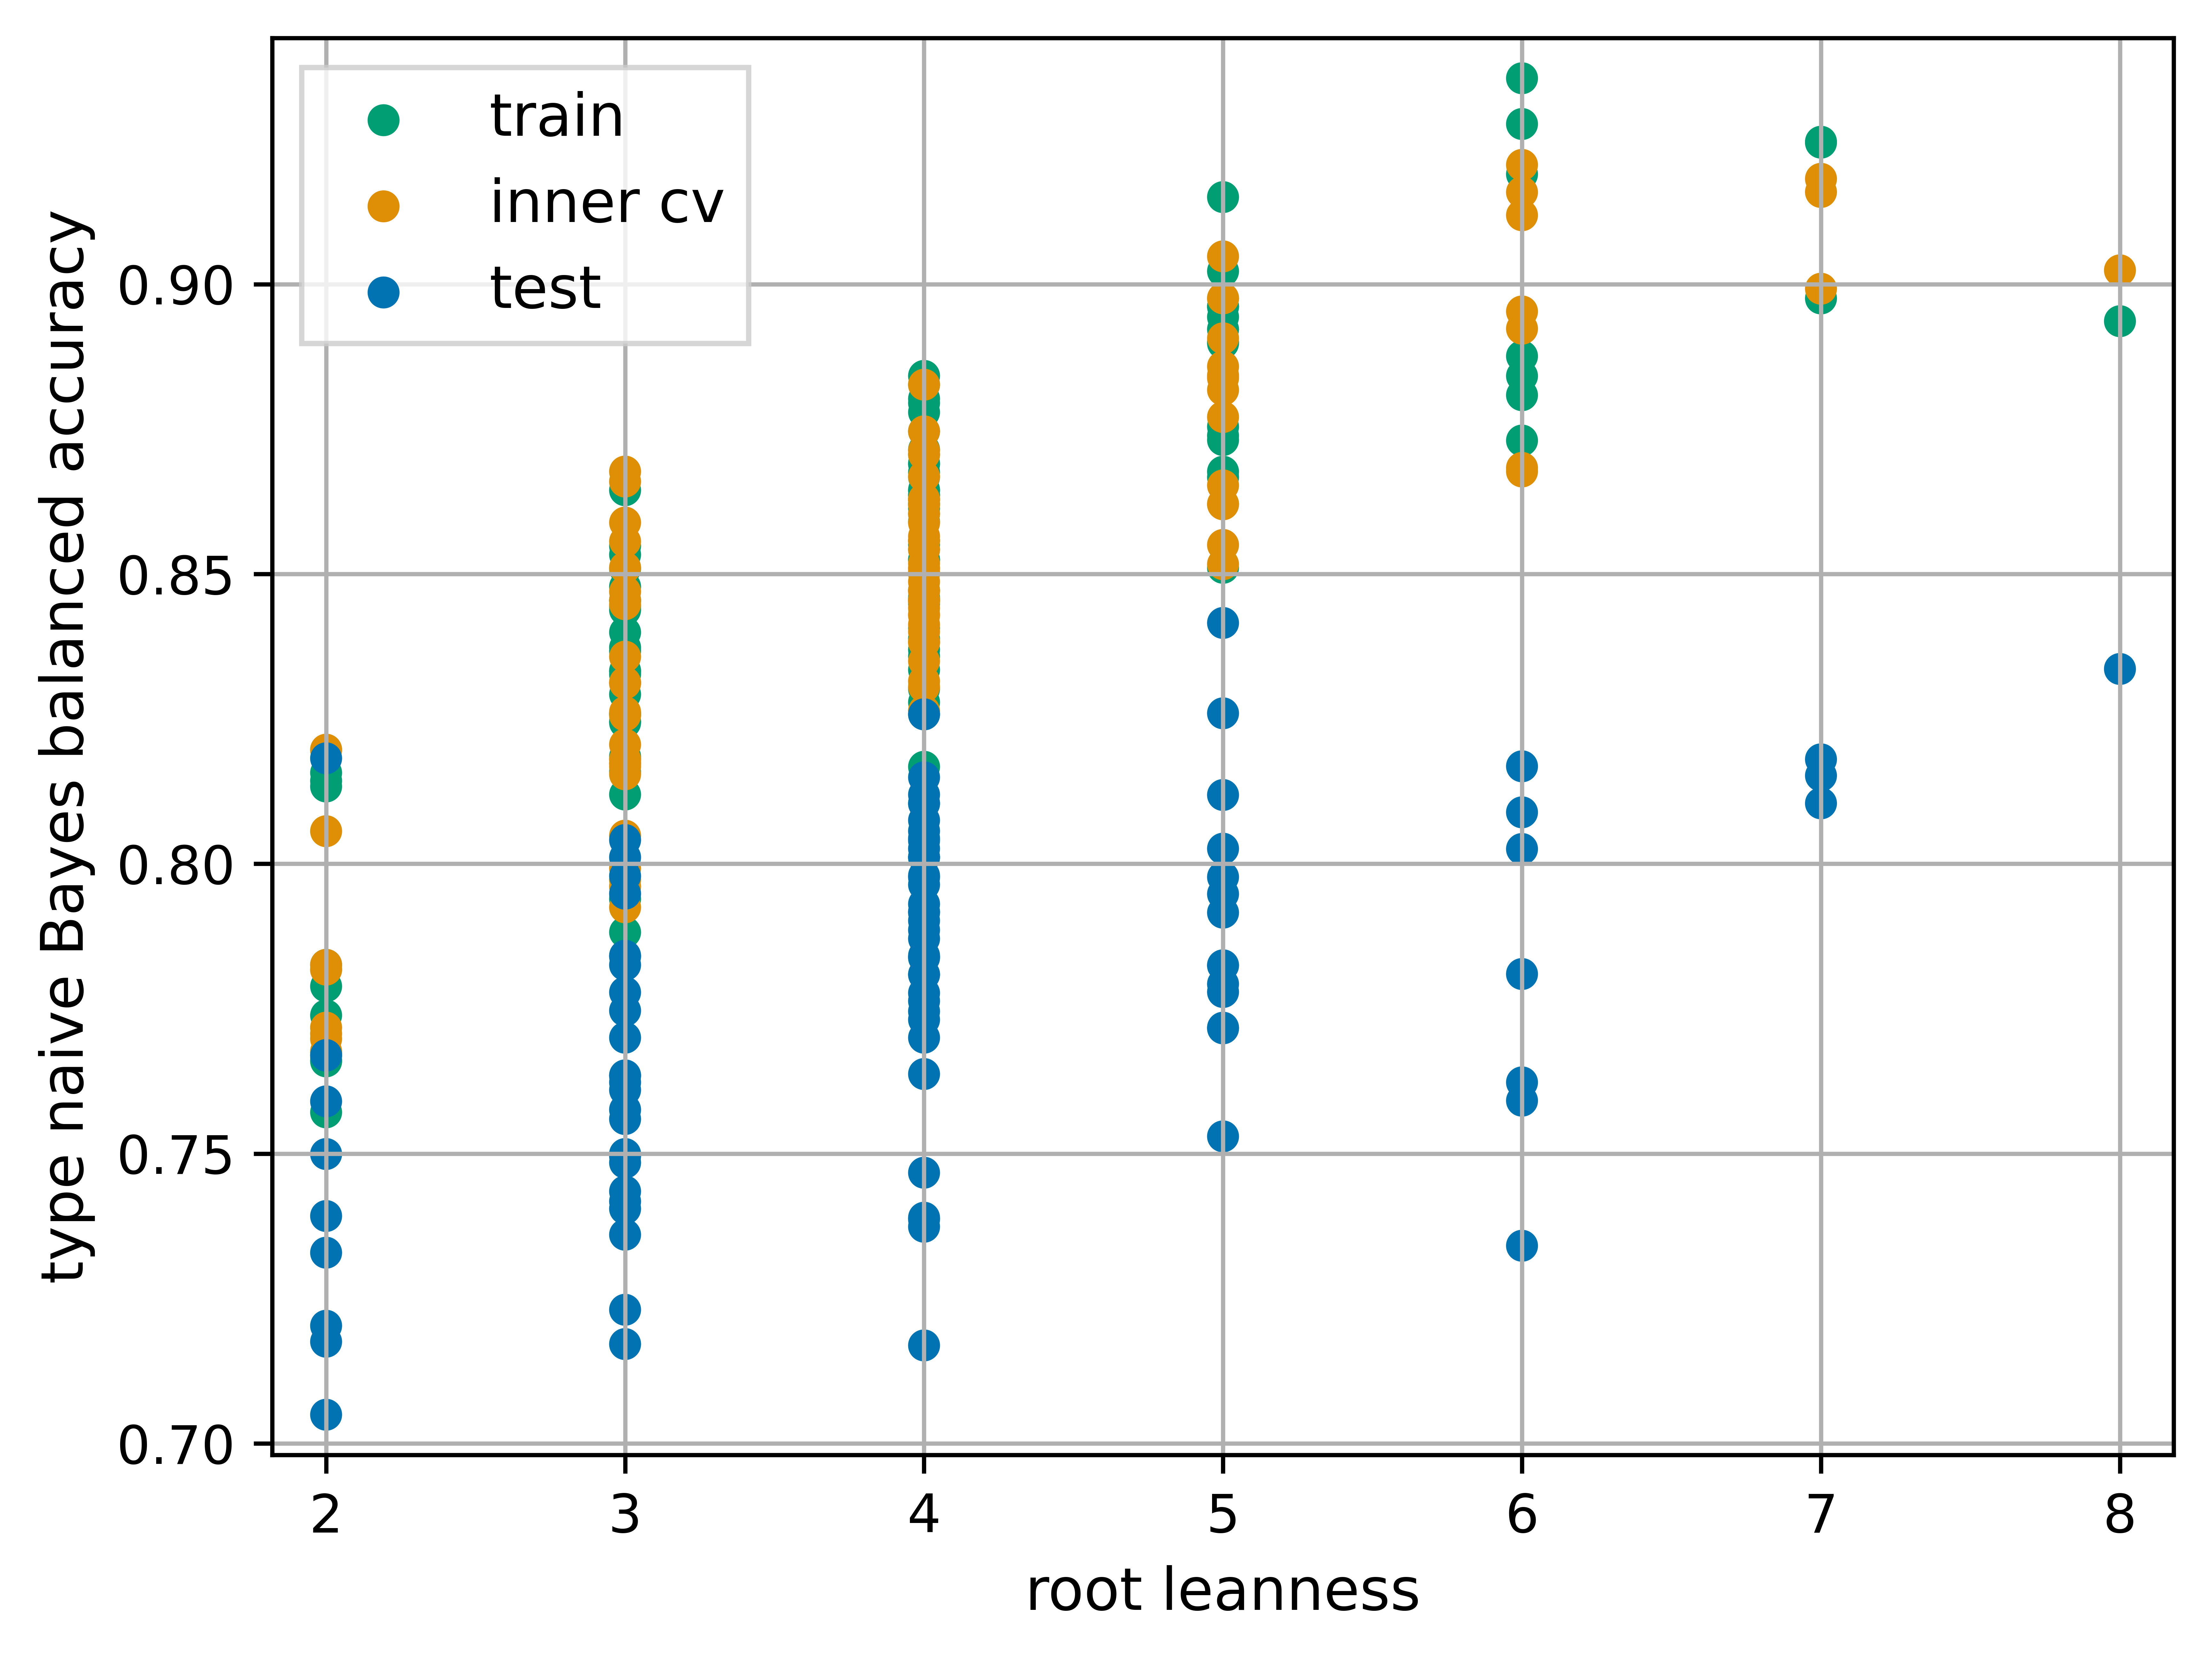 train
inner cv
test
type naive Bayes balanced accuracy
0.90
0.85
0.80
0.75
0.70
2 3 4 5 6 7 8
root leanness